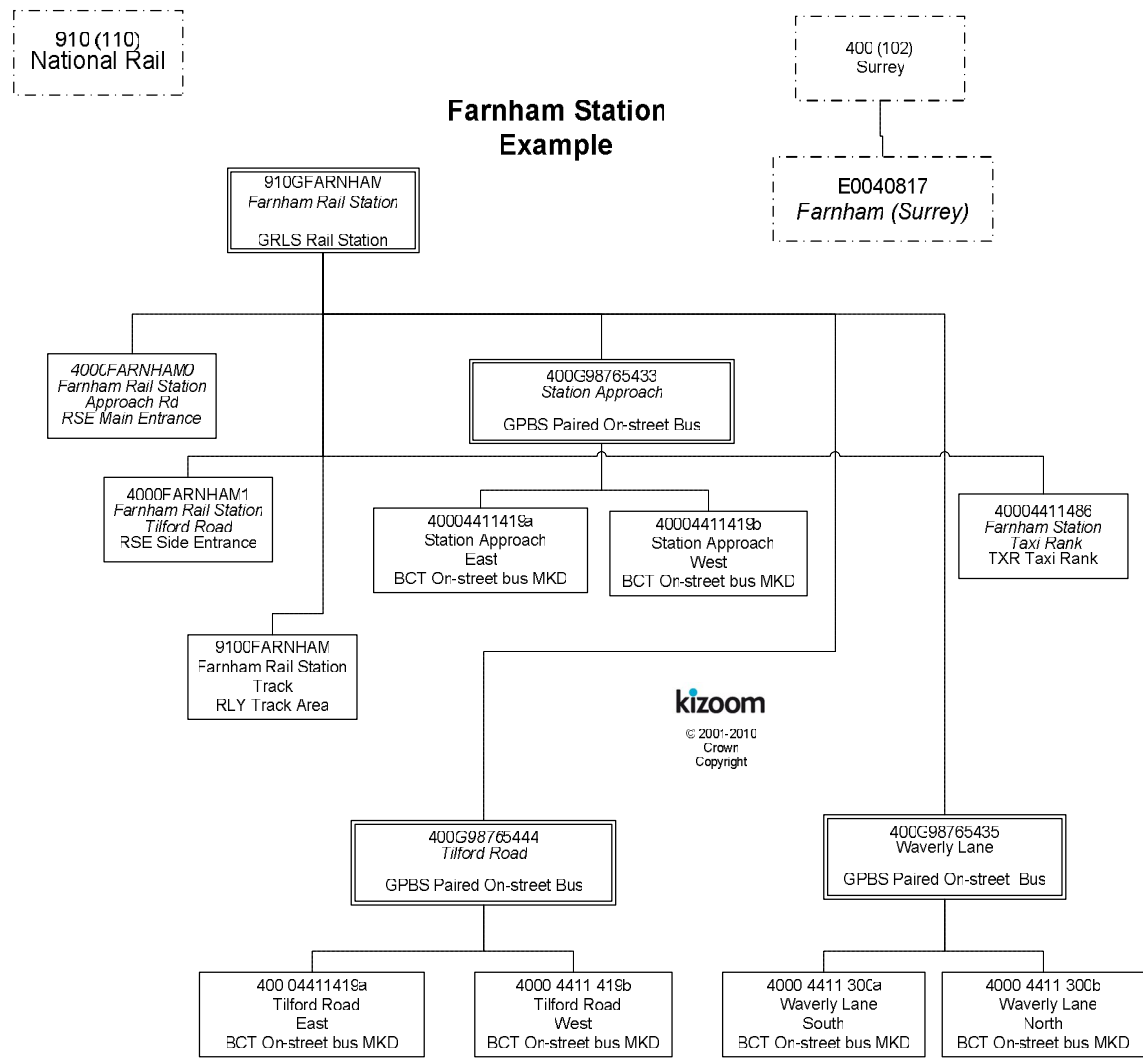 910 (110)
National Rail
400 (102)
Surrey
Farnham Station
Example
E0040817
Farnham (Surrey)
910GFARNHAM
Farnham Rail Station
GRLS Rail Station
4000FARNHAM0
Farnham Rail Station
Approach Rd
RSE Main Entrance
400G98765433
Station Approach
GPBS Paired On-street Bus
4000FARNHAM1
Farnham Rail Station
Tilford Road
RSE Side Entrance
40004411419a
Station Approach
East
BCT On-street bus MKD
40004411419b
Station Approach
West
BCT On-street bus MKD
40004411486
Farnham Station
Taxi Rank
TXR Taxi Rank
9100FARNHAM
Farnham Rail Station
Track
RLY Track Area
kizoom
© 2001-2010
Crown
Copyright
400G98765444
Tilford Road
GPBS Paired On-street Bus
400G98765435
Waverly Lane
GPBS Paired On-street Bus
400 04411419a
Tilford Road
East
BCT On-street bus MKD
4000 4411 419b
Tilford Road
West
BCT On-street bus MKD
4000 4411 300a
Waverly Lane
South
BCT On-street bus MKD
4000 4411 300b
Waverly Lane
North
BCT On-street bus MKD